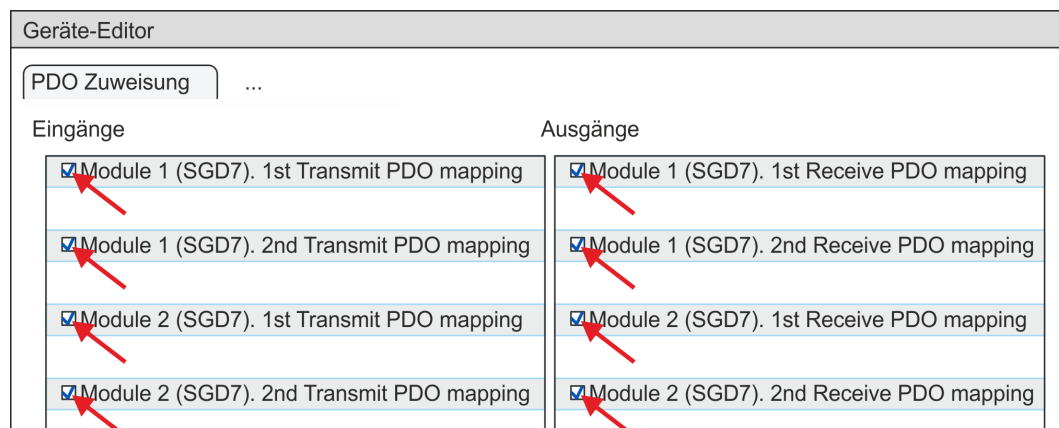 Geräte-Editor
PDO Zuweisung ...
Eingänge
Module 1 (SGD7). 1st Transmit PDO mapping
Module 1 (SGD7). 2nd Transmit PDO mapping
Module 2 (SGD7). 1st Transmit PDO mapping
Module 2 (SGD7). 2nd Transmit PDO mapping
Ausgänge
Module 1 (SGD7). 1st Receive PDO mapping
Module 1 (SGD7). 2nd Receive PDO mapping
Module 2 (SGD7). 1st Receive PDO mapping
Module 2 (SGD7). 2nd Receive PDO mapping